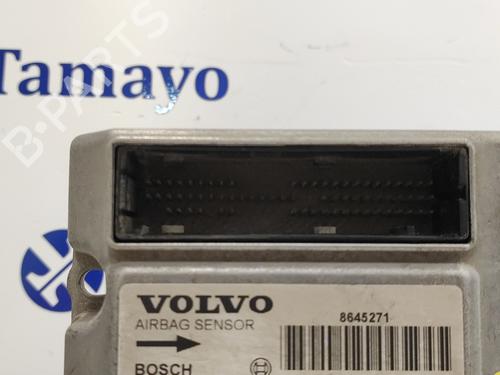 Tamayo
B-PARTS
VOLVO
AIRBAG SENSOR
8645271
BOSCH